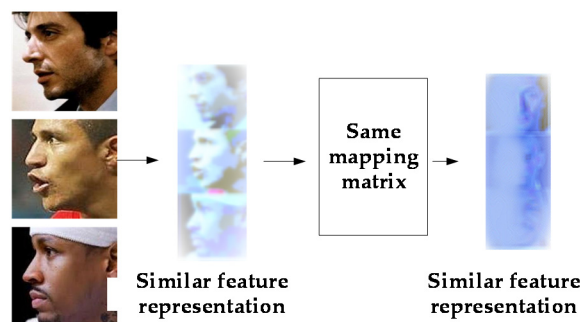 Same
mapping
matrix
Similar feature
representation
Similar feature
representation